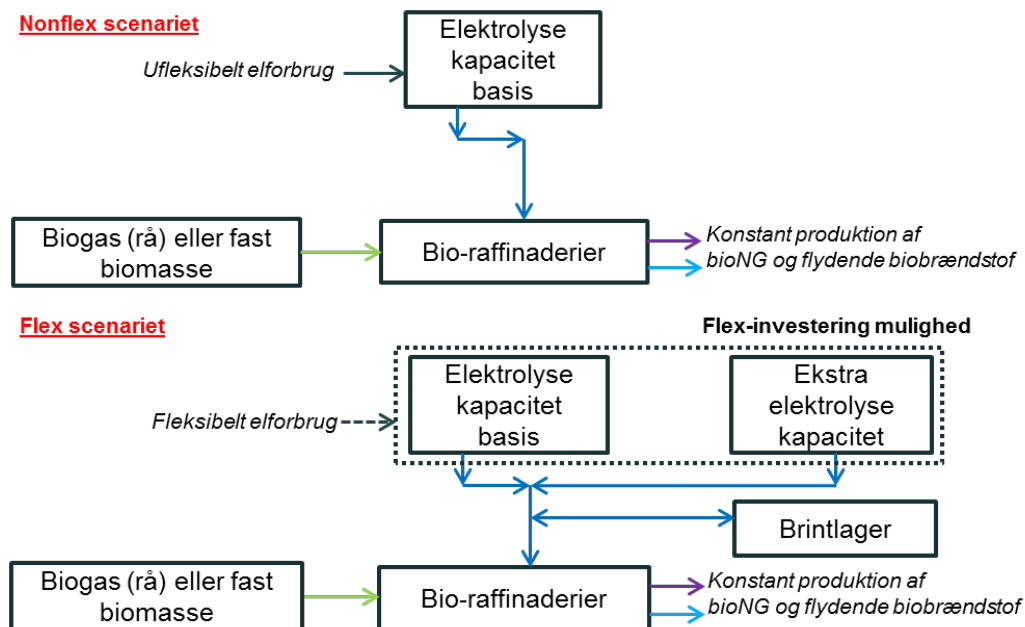 Nonflex scenariet
Elektrolyse
kapacitet
basis
Ufleksibelt elforbrug
Biogas (rå) eller fast
biomasse
Bio-raffinaderier
Konstant produktion af
bioNG og flydende biobrændstof
Flex scenariet
Flex-investering mulighed
Elektrolyse
kapacitet
basis
Ekstra
elektrolyse
kapacitet
Fleksibelt elforbrug
Brintlager
Biogas (rå) eller fast
biomasse
Bio-raffinaderier
Konstant produktion af
bioNG og flydende biobrændstof